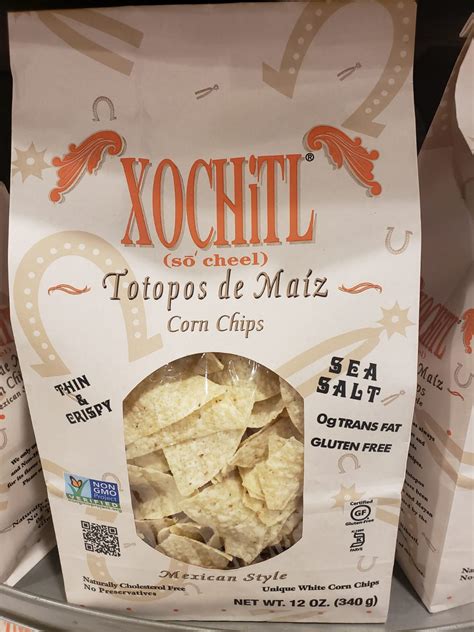 XOCHiTL®
(sō' cheel)
Totopos de Maíz
Corn Chips
THIN
&
CRISPY
SEA
SALT
0g TRANS FAT
GLUTEN FREE
NON
GMO
Project
VERIFIED
Certified
GF
Gluten-Free
PARVE
Mexican Style
Naturally Cholesterol Free
No Preservatives
Unique White Corn Chips
NET WT. 12 OZ. (340 g)